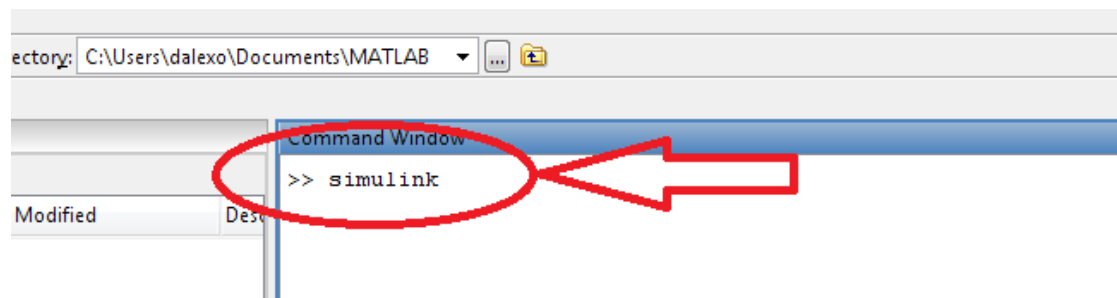 ectory: C:\Users\dalexo\Documents\MATLAB ...
Command Window
>> simulink
Modified Desc